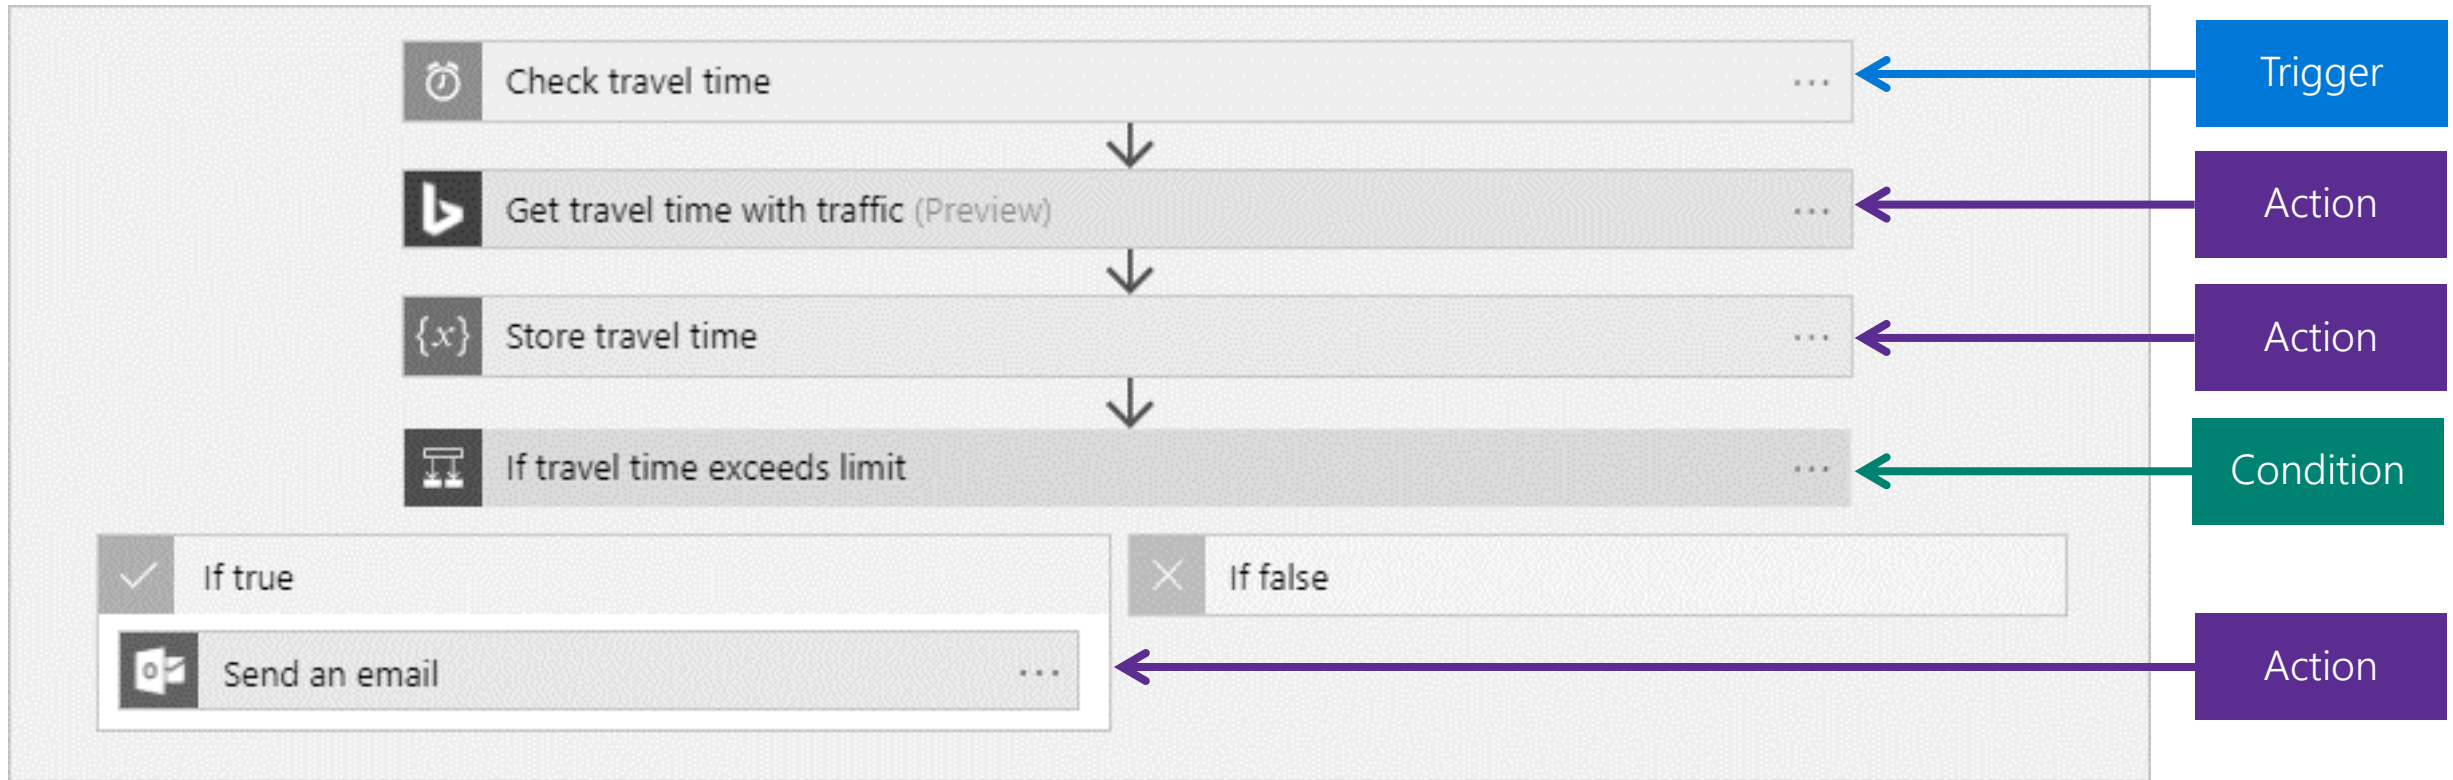 Check travel time
...
Trigger
Get travel time with traffic (Preview)
...
Action
{x}
Store travel time
...
Action
If travel time exceeds limit
...
Condition
If true
If false
Send an email
...
Action